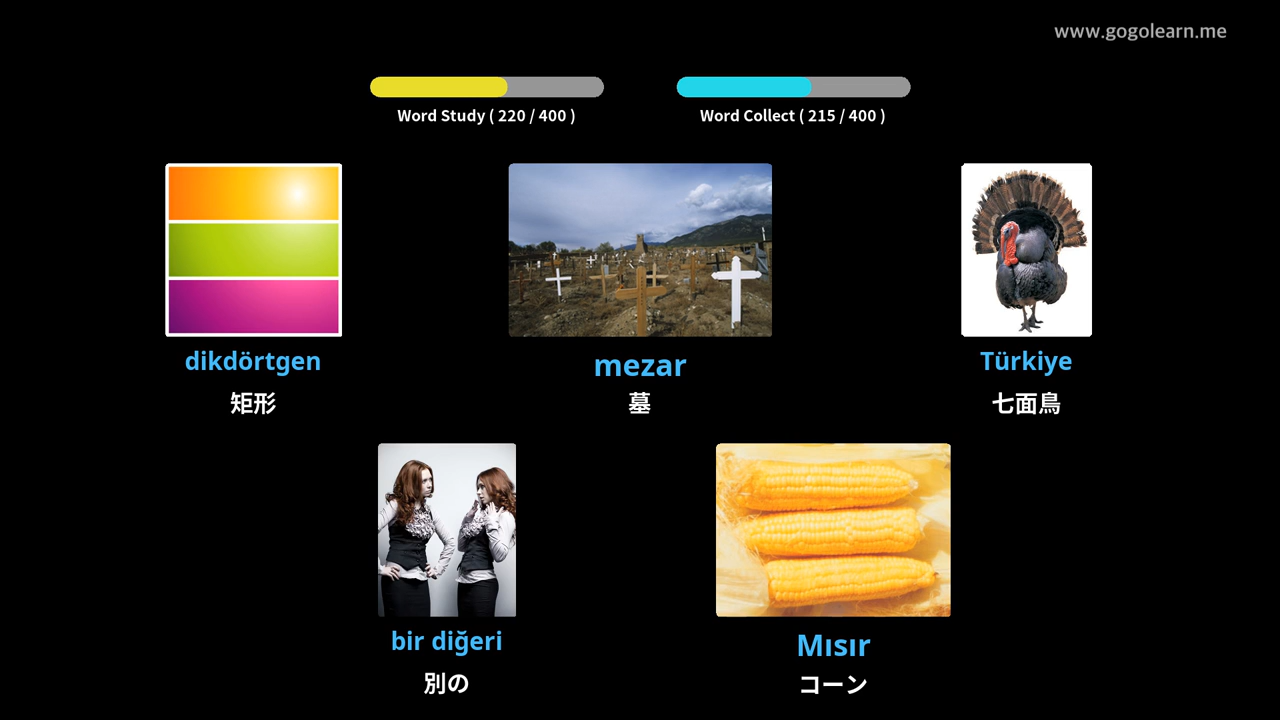 www.gogolearn.me
Word Study ( 220 / 400 )
Word Collect ( 215 / 400 )
dikdörtgen
矩形
mezar
墓
Türkiye
七面鳥
bir diğeri
別の
Mısır
コーン